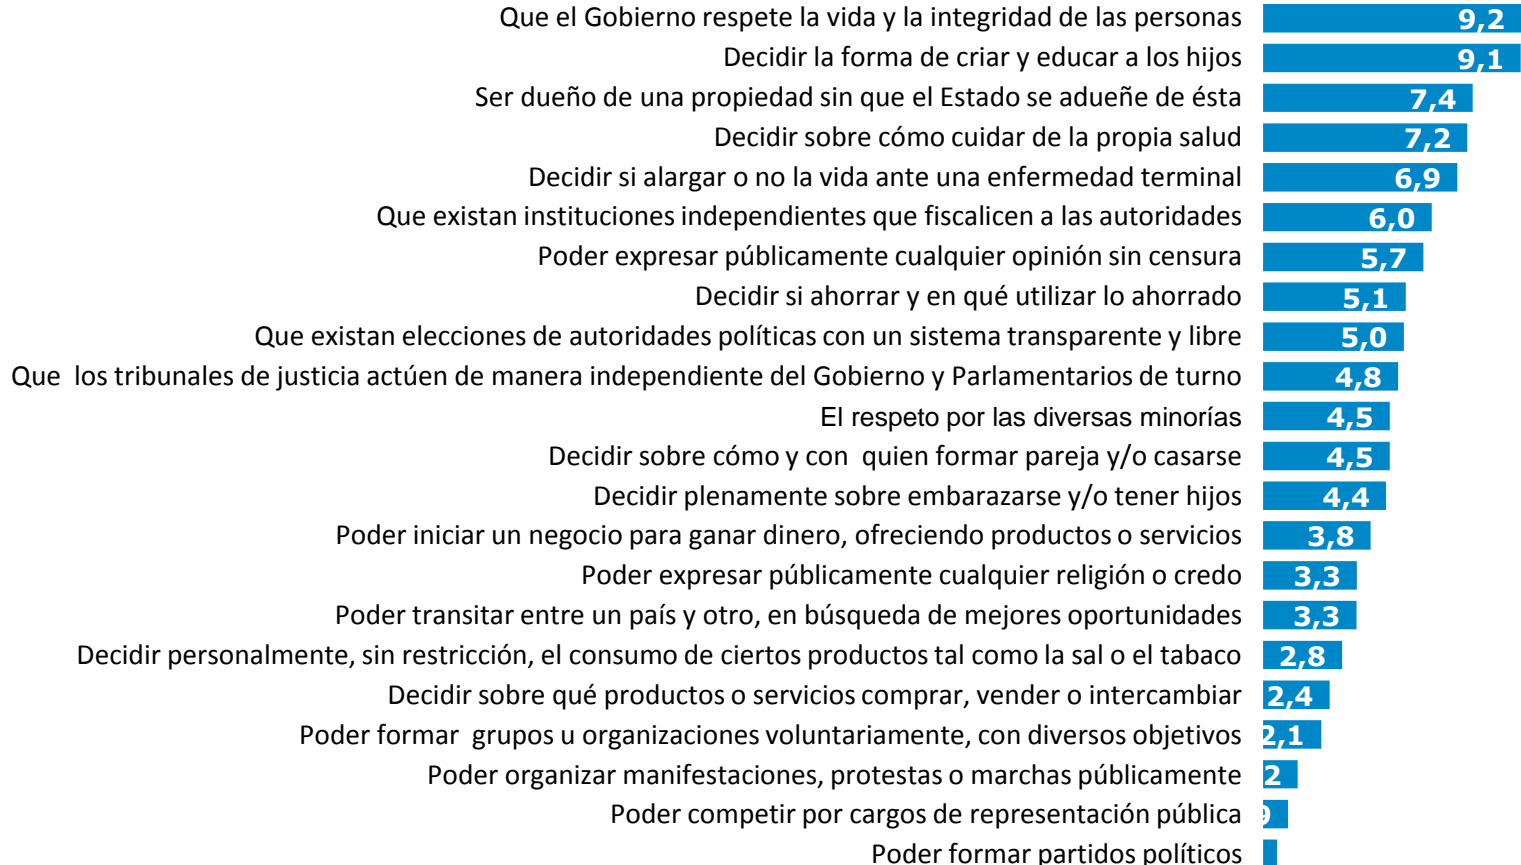 Que el Gobierno respete la vida y la integridad de las personas 9,2
Decidir la forma de criar y educar a los hijos 9,1
Ser dueño de una propiedad sin que el Estado se adueñe de ésta 7,4
Decidir sobre cómo cuidar de la propia salud 7,2
Decidir si alargar o no la vida ante una enfermedad terminal 6,9
Que existan instituciones independientes que fiscalicen a las autoridades 6,0
Poder expresar públicamente cualquier opinión sin censura 5,7
Decidir si ahorrar y en qué utilizar lo ahorrado 5,1
Que existan elecciones de autoridades políticas con un sistema transparente y libre 5,0
Que los tribunales de justicia actúen de manera independiente del Gobierno y Parlamentarios de turno 4,8
El respeto por las diversas minorías 4,5
Decidir sobre cómo y con quien formar pareja y/o casarse 4,5
Decidir plenamente sobre embarazarse y/o tener hijos 4,4
Poder iniciar un negocio para ganar dinero, ofreciendo productos o servicios 3,8
Poder expresar públicamente cualquier religión o credo 3,3
Poder transitar entre un país y otro, en búsqueda de mejores oportunidades 3,3
Decidir personalmente, sin restricción, el consumo de ciertos productos tal como la sal o el tabaco 2,8
Decidir sobre qué productos o servicios comprar, vender o intercambiar 2,4
Poder formar grupos u organizaciones voluntariamente, con diversos objetivos 2,1
Poder organizar manifestaciones, protestas o marchas públicamente 2
Poder competir por cargos de representación pública
Poder formar partidos políticos